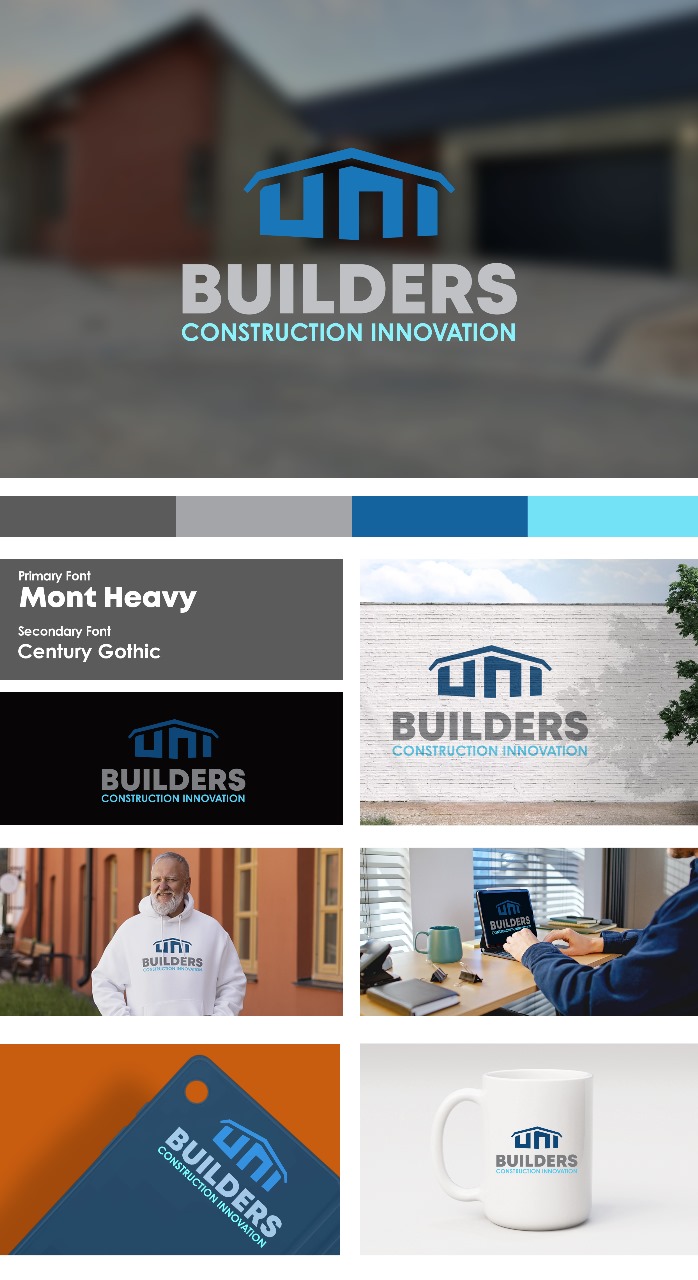 UNI
BUILDERS
CONSTRUCTION INNOVATION
Primary Font
Mont Heavy
Secondary Font
Century Gothic
UNI
BUILDERS
CONSTRUCTION INNOVATION
UNI
BUILDERS
CONSTRUCTION INNOVATION
UNI
BUILDERS
CONSTRUCTION INNOVATION
UNI
BUILDERS
CONSTRUCTION INNOVATION
UNI
BUILDERS
CONSTRUCTION INNOVATION
UNI
BUILDERS
CONSTRUCTION INNOVATION